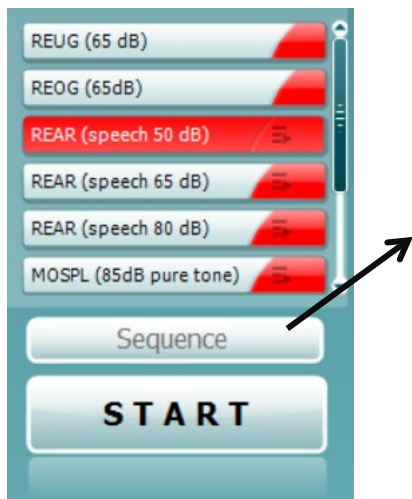 REUG (65 dB)
REOG (65dB)
REAR (speech 50 dB)
REAR (speech 65 dB)
REAR (speech 80 dB)
MOSPL (85dB pure tone)
Sequence
START